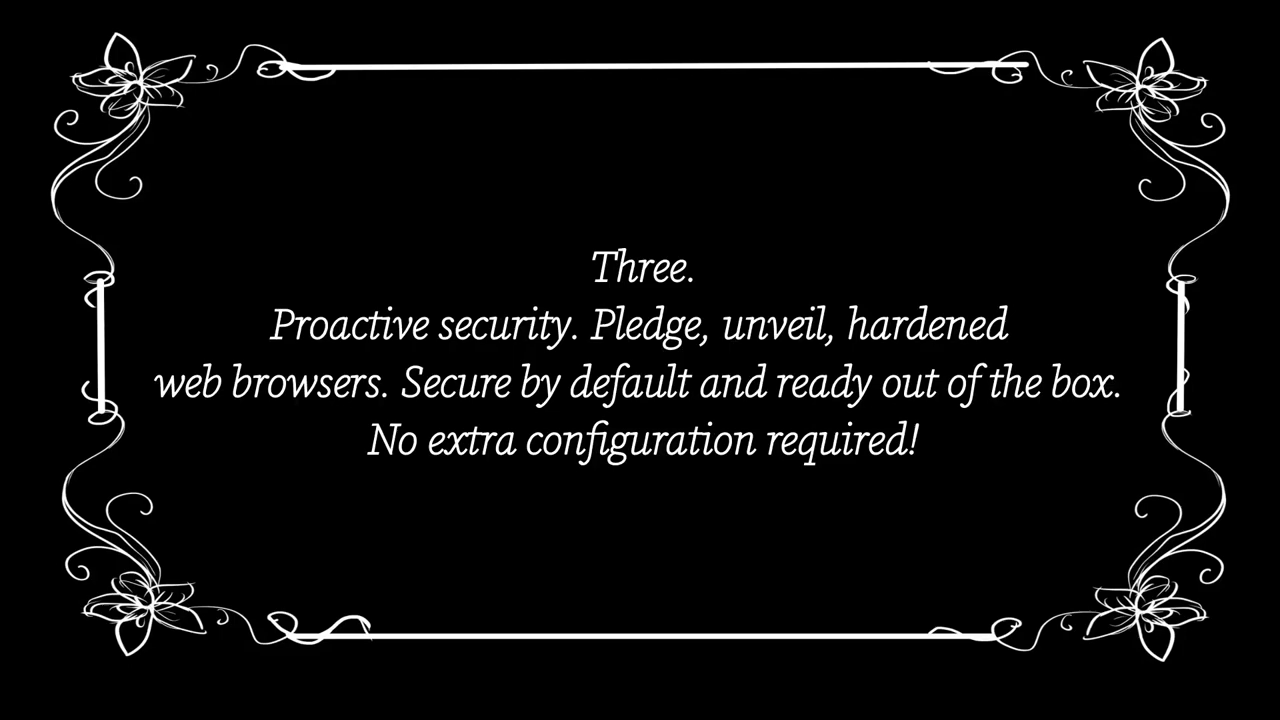 Three.
Proactive security. Pledge, unveil, hardened
web browsers. Secure by default and ready out of the box.
No extra configuration required!